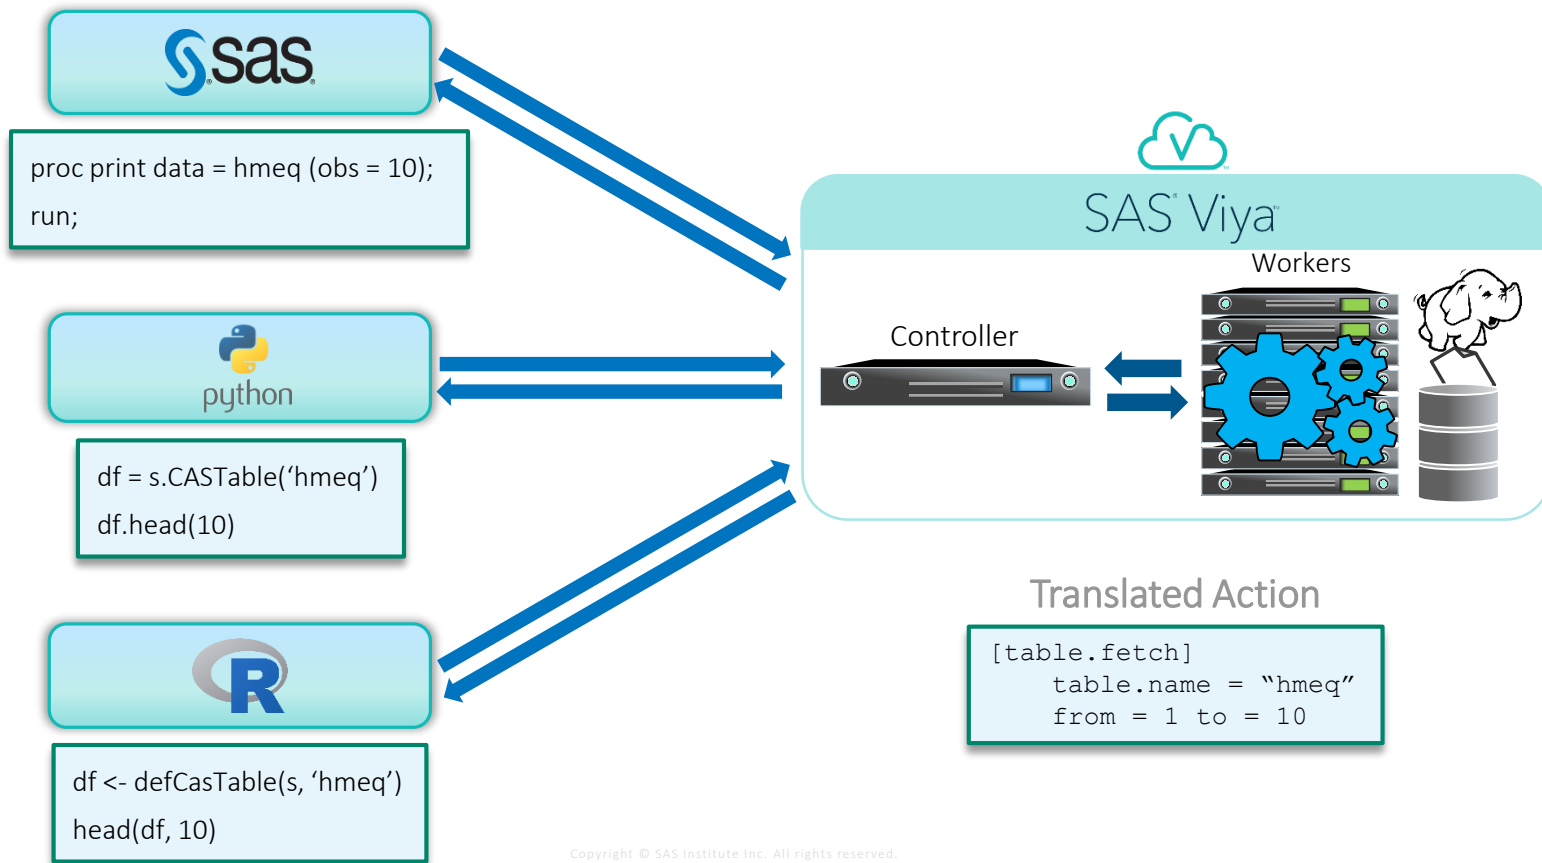 sas
proc print data = hmeq (obs = 10);
run;
python
df = s.CASTable(‘hmeq’)
df.head(10)
R
df <- defCasTable(s, ‘hmeq’)
head(df, 10)
V
SAS® Viya™
Workers
Controller
Translated Action
[table.fetch]
table.name = “hmeq”
from = 1 to = 10
Copyright © SAS Institute Inc. All rights reserved.